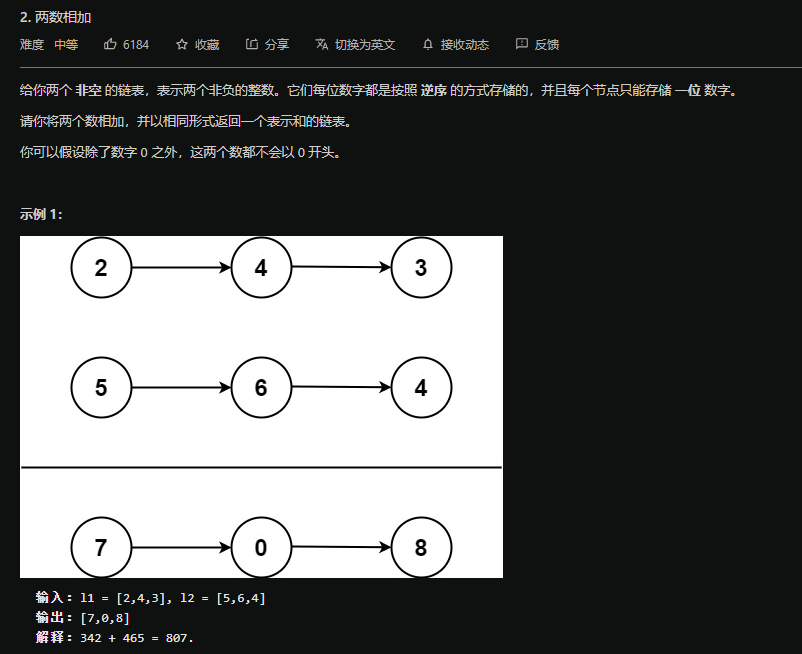 2. 两数相加
难度 中等 6184 收藏 分享 切换为英文 接收动态 反馈
给你两个 非空 的链表，表示两个非负的整数。它们每位数字都是按照 逆序 的方式存储的，并且每个节点只能存储 一位 数字。
请你将两个数相加，并以相同形式返回一个表示和的链表。
你可以假设除了数字 0 之外，这两个数都不会以 0 开头。
示例 1：
2 4 3
5 6 4
7 0 8
输入：l1 = [2,4,3], l2 = [5,6,4]
输出：[7,0,8]
解释：342 + 465 = 807.